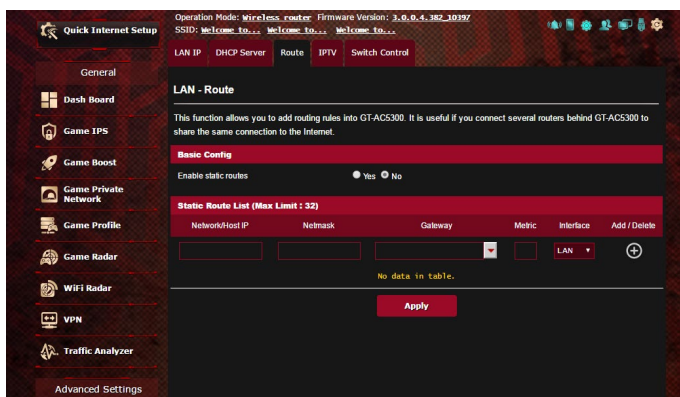 Quick Internet Setup
General
Dash Board
Game IPS
Game Boost
Game Private
Network
Game Profile
Game Radar
WiFi Radar
VPN
Traffic Analyzer
Advanced Settings
Operation Mode: Wireless router Firmware Version: 3.0.0.4.382_10397
SSID: Welcome to... Welcome to... Welcome to...
LAN IP DHCP Server Route IPTV Switch Control
LAN - Route
This function allows you to add routing rules into GT-AC5300. It is useful if you connect several routers behind GT-AC5300 to
share the same connection to the Internet.
Basic Config
Enable static routes Yes No
Static Route List (Max Limit : 32)
Network/Host IP Netmask Gateway Metric Interface Add / Delete
LAN
No data in table.
Apply